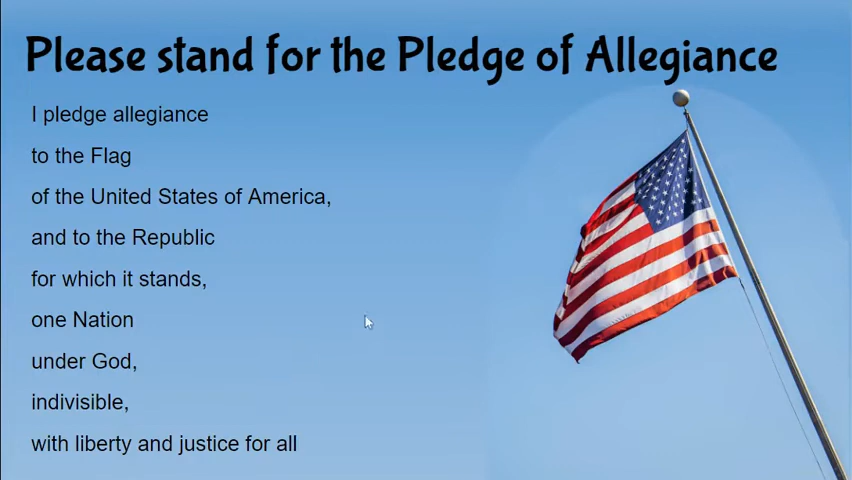 Please stand for the Pledge of Allegiance
I pledge allegiance
to the Flag
of the United States of America,
and to the Republic
for which it stands,
one Nation
under God,
indivisible,
with liberty and justice for all